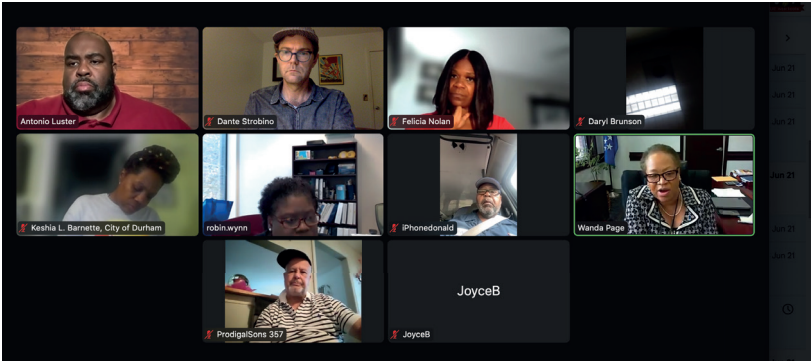 Antonio Luster
Dante Strobino
Felicia Nolan
Daryl Brunson
Keshia L. Barnette, City of Durham
robin.wynn
iPhonedonald
Wanda Page
ProdigalSons 357
JoyceB
JoyceB
Jun 21
Jun 21
Jun 21
Jun 21
Jun 21
Jun 21